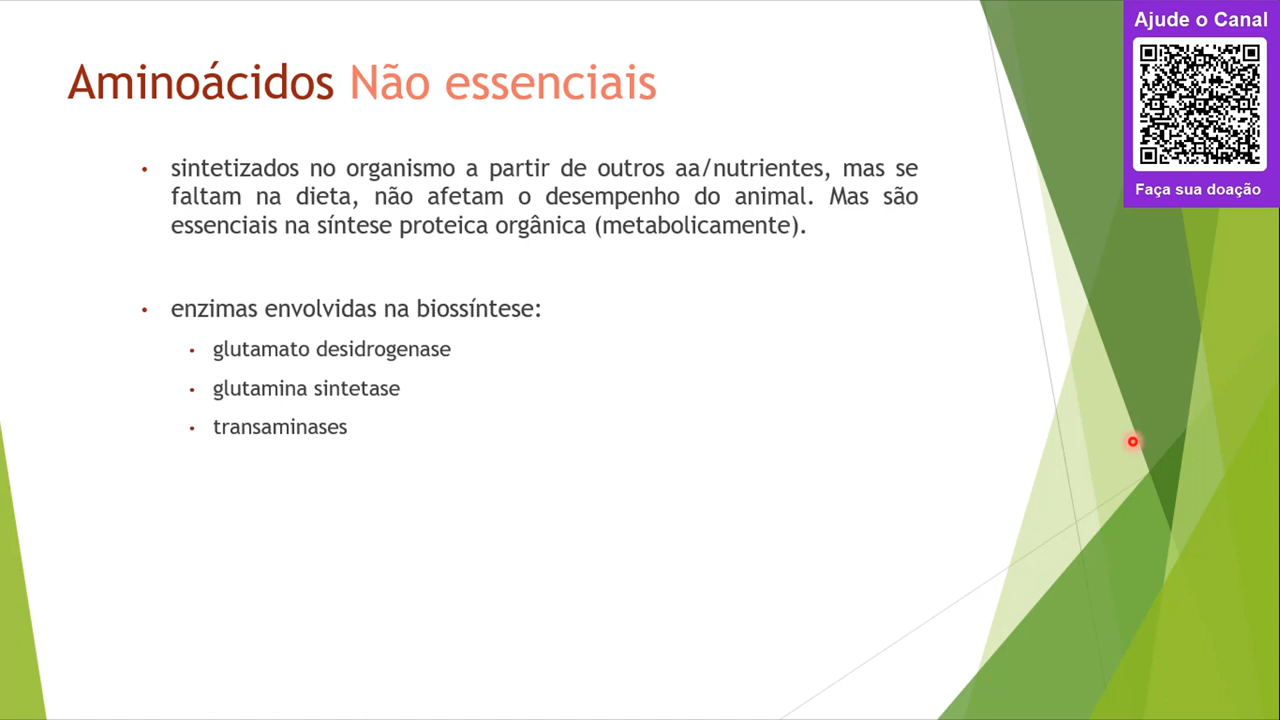 Ajude o Canal
Aminoácidos Não essenciais
• sintetizados no organismo a partir de outros aa/nutrientes, mas se
faltam na dieta, não afetam o desempenho do animal. Mas são
essenciais na síntese proteica orgânica (metabolicamente).
Faça sua doação
• enzimas envolvidas na biossíntese:
• glutamato desidrogenase
• glutamina sintetase
• transaminases